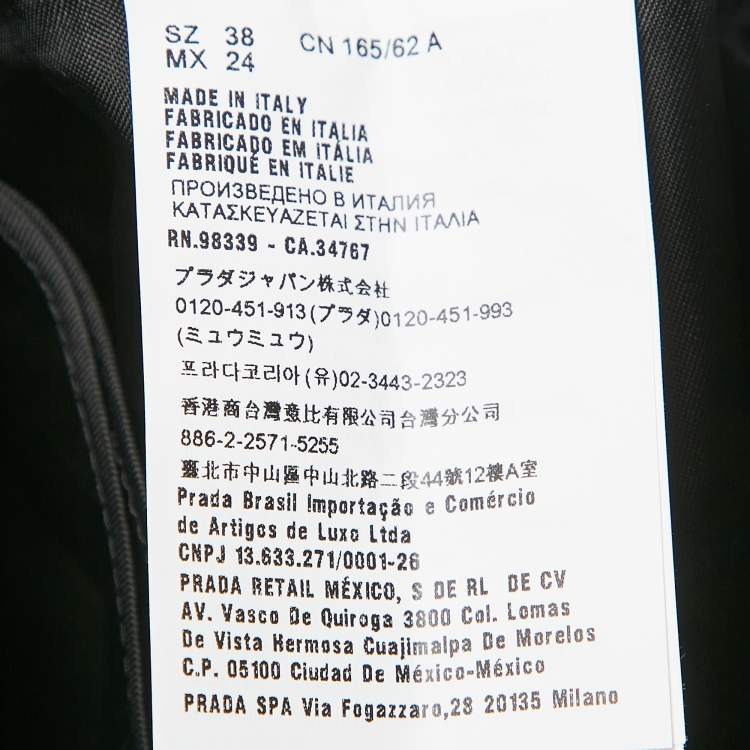 SZ 38 CN 165/62 A
MX 24
MADE IN ITALY
FABRICADO EN ITALIA
FABRICADO EM ITÁLIA
FABRIQUÉ EN ITALIE
ПРОИЗВЕДЕНО В ИТАЛИЯ
ΚΑΤΑΣΚΕΥΑΖΕΤΑΙ ΣΤΗΝ ΙΤΑΛΙΑ
RN.98339 - CA.34767
プラダジャパン株式会社
0120-451-913(プラダ)0120-451-993
(ミュウミュウ)
프라다코리아(유)02-3443-2323
香港商台灣意比有限公司台灣分公司
886-2-2571-5255
臺北市中山區中山北路二段44號12樓A室
Prada Brasil Importação e Comércio
de Artigos de Luxo Ltda
CNPJ 13.633.271/0001-26
PRADA RETAIL MÉXICO, S DE RL DE CV
AV. Vasco De Quiroga 3800 Col. Lomas
De Vista Hermosa Cuajimalpa De Morelos
C.P. 05100 Ciudad De México-México
PRADA SPA Via Fogazzaro,28 20135 Milano